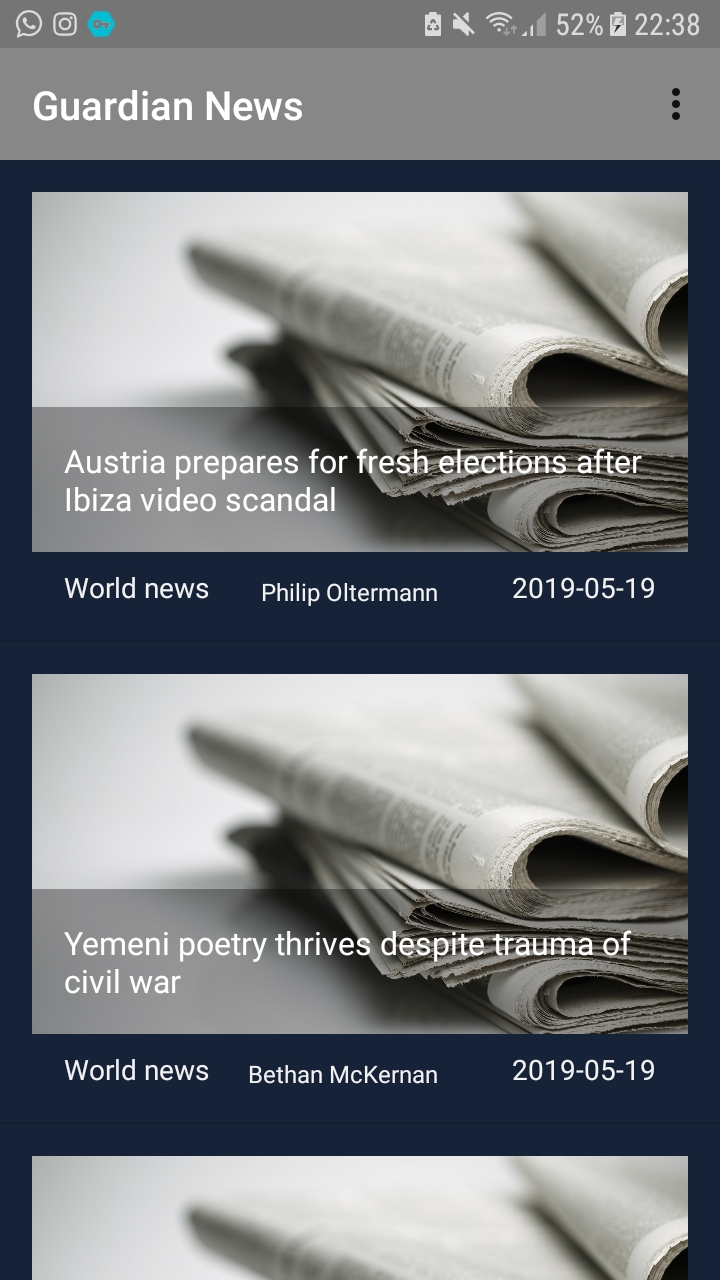 52% 22:38
Guardian News
Austria prepares for fresh elections after
Ibiza video scandal
World news Philip Oltermann 2019-05-19
Yemeni poetry thrives despite trauma of
civil war
World news Bethan McKernan 2019-05-19